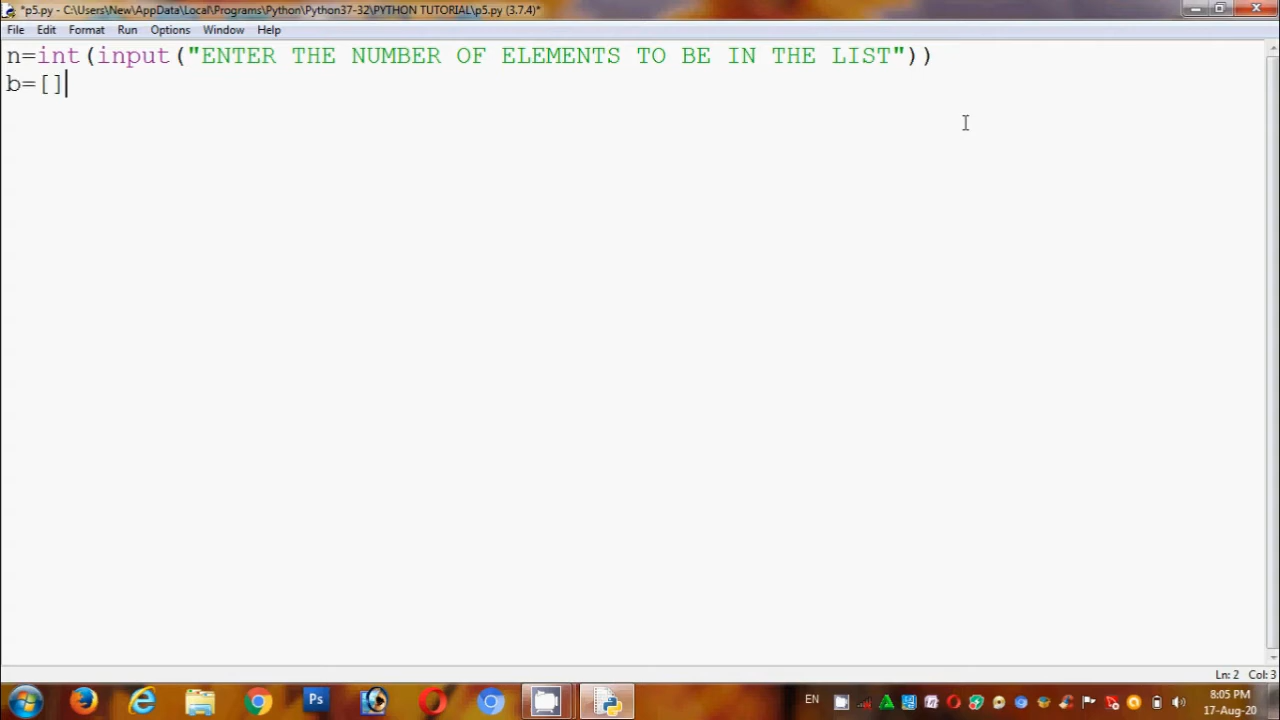 *p5.py - C:\Users\New\AppData\Local\Programs\Python\Python37-32\PYTHON TUTORIAL\p5.py (3.7.4)*
File Edit Format Run Options Window Help
n=int(input("ENTER THE NUMBER OF ELEMENTS TO BE IN THE LIST"))
b=[]
Ln: 2 Col: 3
Ps
EN
8:05 PM
17-Aug-20